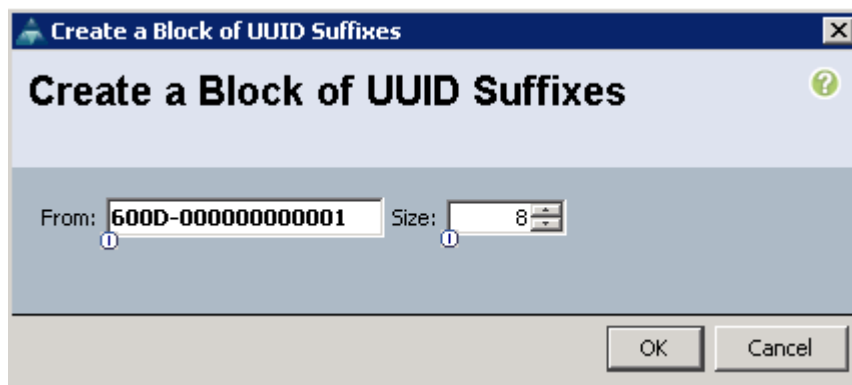 Create a Block of UUID Suffixes
Create a Block of UUID Suffixes
From: 600D-000000000001 Size: 8
OK Cancel